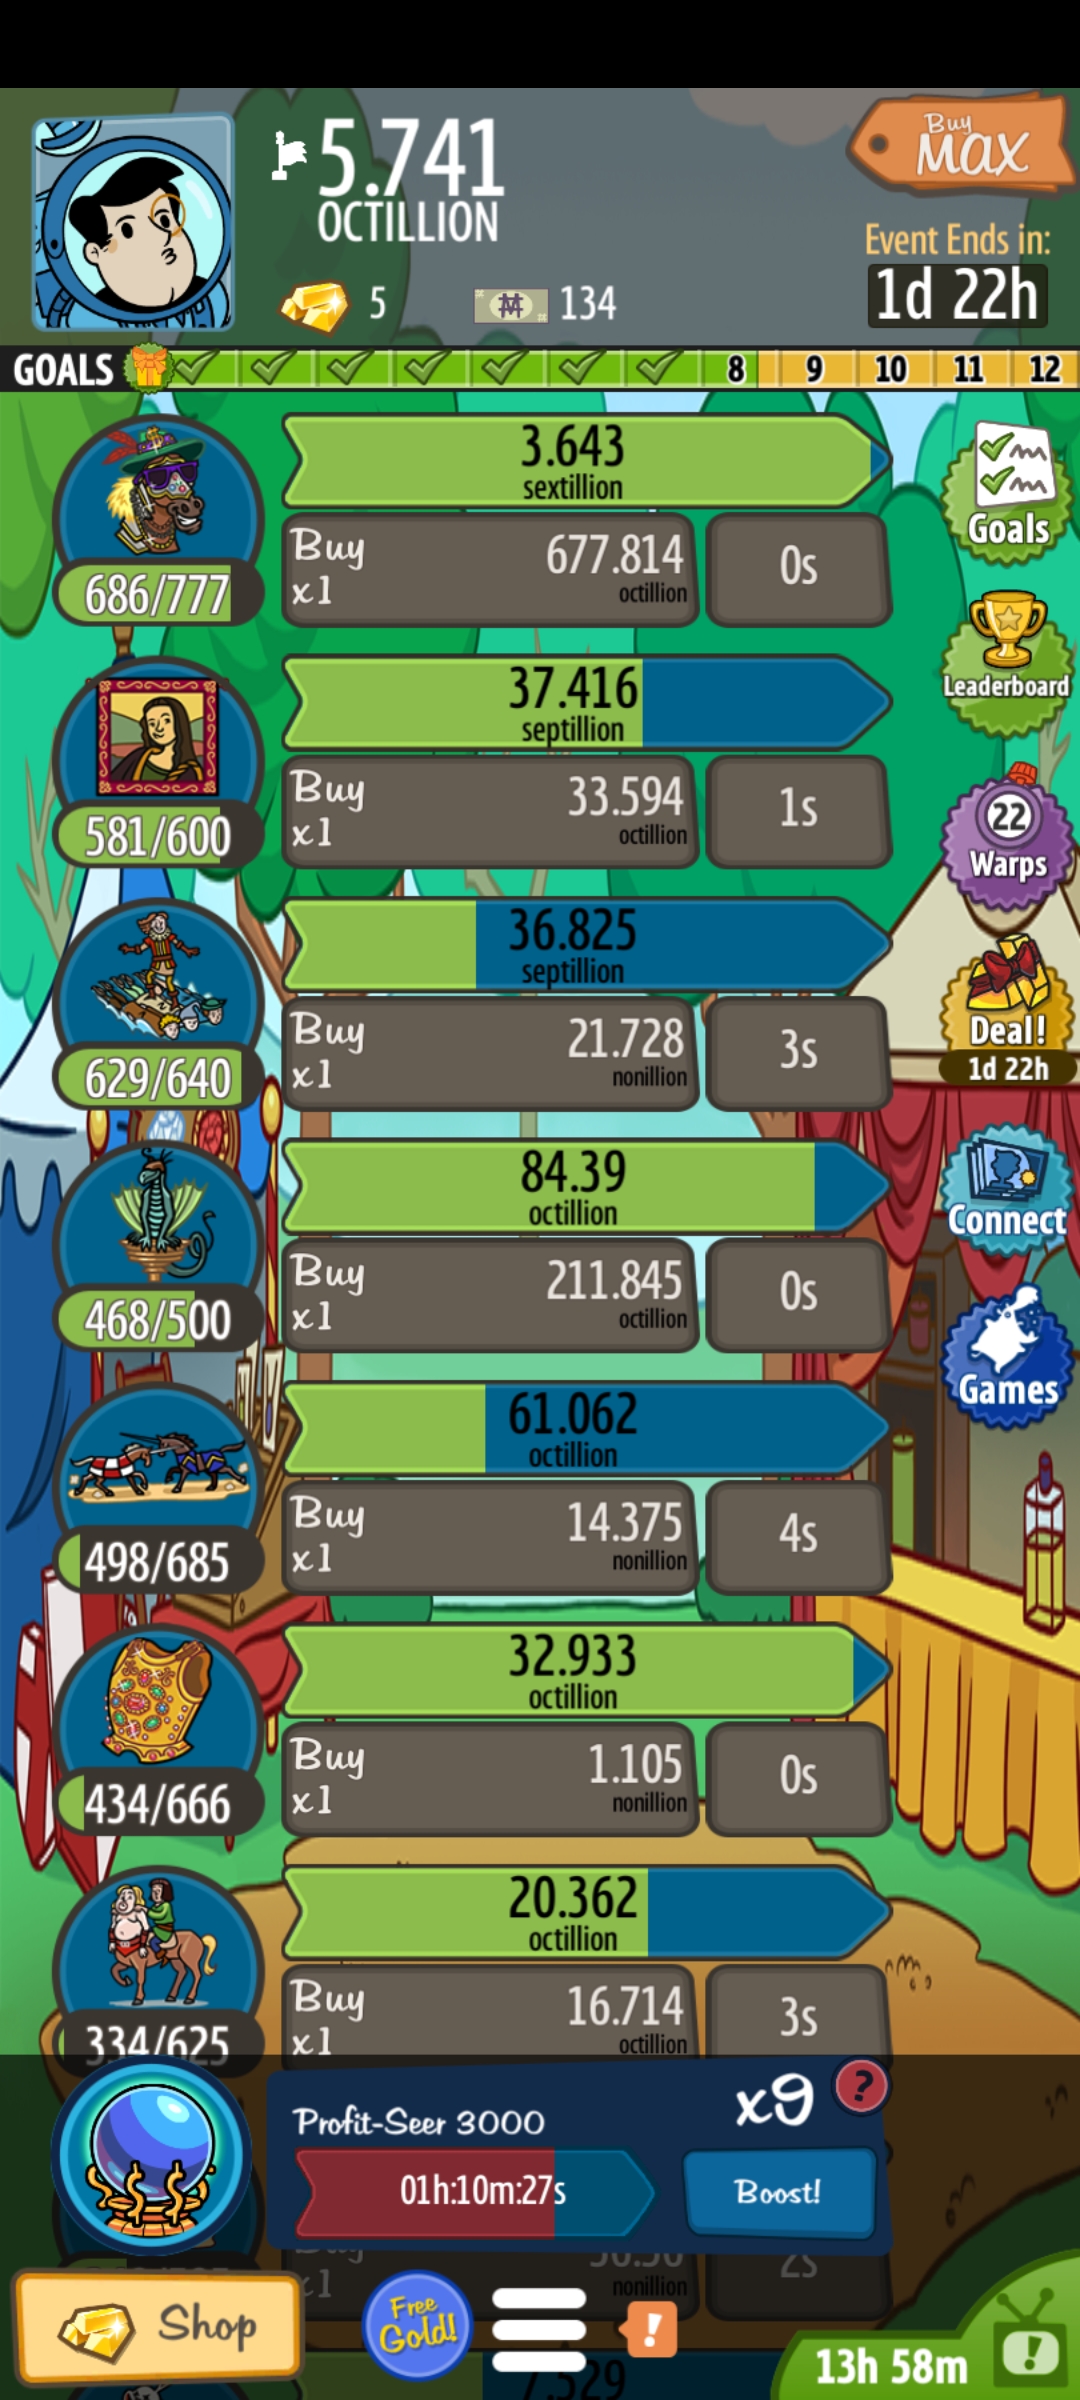 5.741
OCTILLION
Buy
MAX
5
134
Event Ends in:
1d 22h
GOALS
8 9 10 11 12
3.643
sextillion
Buy
x1
677.814
octillion
0s
686/777
Goals
Leaderboard
37.416
septillion
Buy
x1
33.594
octillion
1s
581/600
22
Warps
36.825
septillion
Buy
x1
21.728
nonillion
3s
629/640
Deal!
1d 22h
84.39
octillion
Buy
x1
211.845
octillion
0s
468/500
Connect
Games
61.062
octillion
Buy
x1
14.375
nonillion
4s
498/685
32.933
octillion
Buy
x1
1.105
nonillion
0s
434/666
20.362
octillion
Buy
x1
16.714
octillion
3s
334/625
Profit-Seer 3000
x9
?
01h:10m:27s
Boost!
nonillion
2s
Shop
Free
Gold!
!
13h 58m
!
7.529